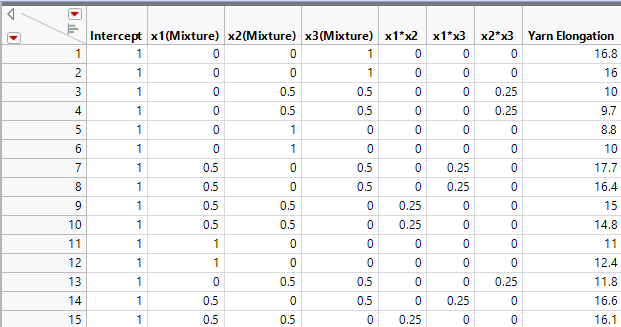 Intercept x1(Mixture) x2(Mixture) x3(Mixture) x1*x2 x1*x3 x2*x3 Yarn Elongation
1 1 0 0 1 0 0 0 16.8
2 1 0 0 1 0 0 0 16
3 1 0 0.5 0.5 0 0 0.25 10
4 1 0 0.5 0.5 0 0 0.25 9.7
5 1 0 1 0 0 0 0 8.8
6 1 0 1 0 0 0 0 10
7 1 0.5 0 0.5 0 0.25 0 17.7
8 1 0.5 0 0.5 0 0.25 0 16.4
9 1 0.5 0.5 0 0.25 0 0 15
10 1 0.5 0.5 0 0.25 0 0 14.8
11 1 1 0 0 0 0 0 11
12 1 1 0 0 0 0 0 12.4
13 1 0 0.5 0.5 0 0 0.25 11.8
14 1 0.5 0 0.5 0 0.25 0 16.6
15 1 0.5 0.5 0 0.25 0 0 16.1